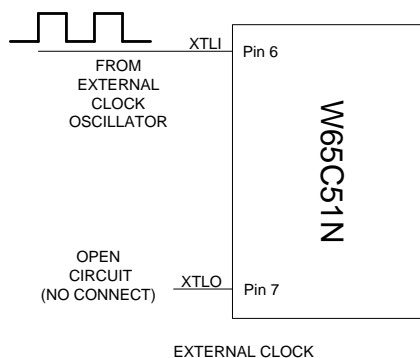 XTLI
Pin 6
FROM
EXTERNAL
CLOCK
OSCILLATOR
W65C51N
OPEN
CIRCUIT
(NO CONNECT)
XTLO
Pin 7
EXTERNAL CLOCK